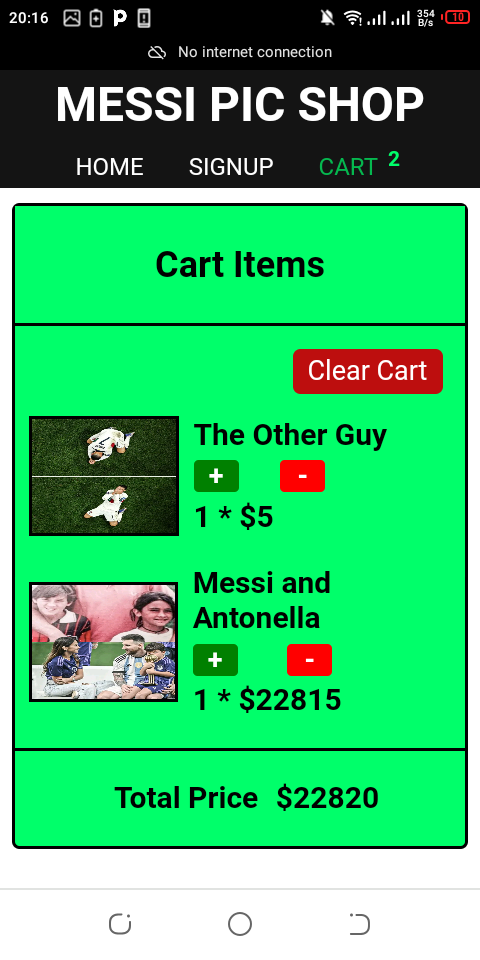 20:16
354
B/S
10
No internet connection
MESSI PIC SHOP
HOME SIGNUP CART 2
Cart Items
Clear Cart
The Other Guy
+ -
1 * $5
Messi and
Antonella
+ -
1 * $22815
Total Price $22820